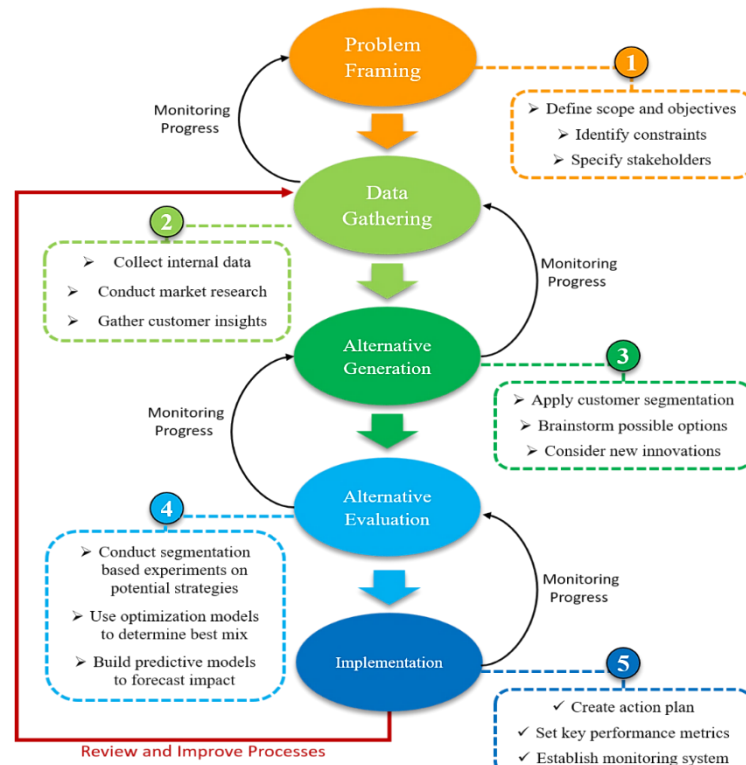 Problem
Framing
1
Define scope and objectives
Identify constraints
Specify stakeholders
Monitoring
Progress
Data
Gathering
2
Collect internal data
Conduct market research
Gather customer insights
Monitoring
Progress
Alternative
Generation
3
Apply customer segmentation
Brainstorm possible options
Consider new innovations
Monitoring
Progress
Alternative
Evaluation
4
Conduct segmentation
based experiments on
potential strategies
Use optimization models
to determine best mix
Build predictive models
to forecast impact
Monitoring
Progress
Implementation
5
Create action plan
Set key performance metrics
Establish monitoring system
Review and Improve Processes